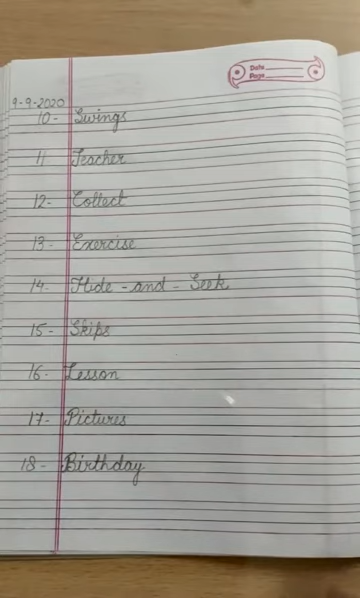 Date
Page
9-9-2020
10- Swings
11 Teacher
12- Collect
13- Exercise
14- Hide - and - Seek
15- Skips
16- Lesson
17- Pictures
18- Birthday